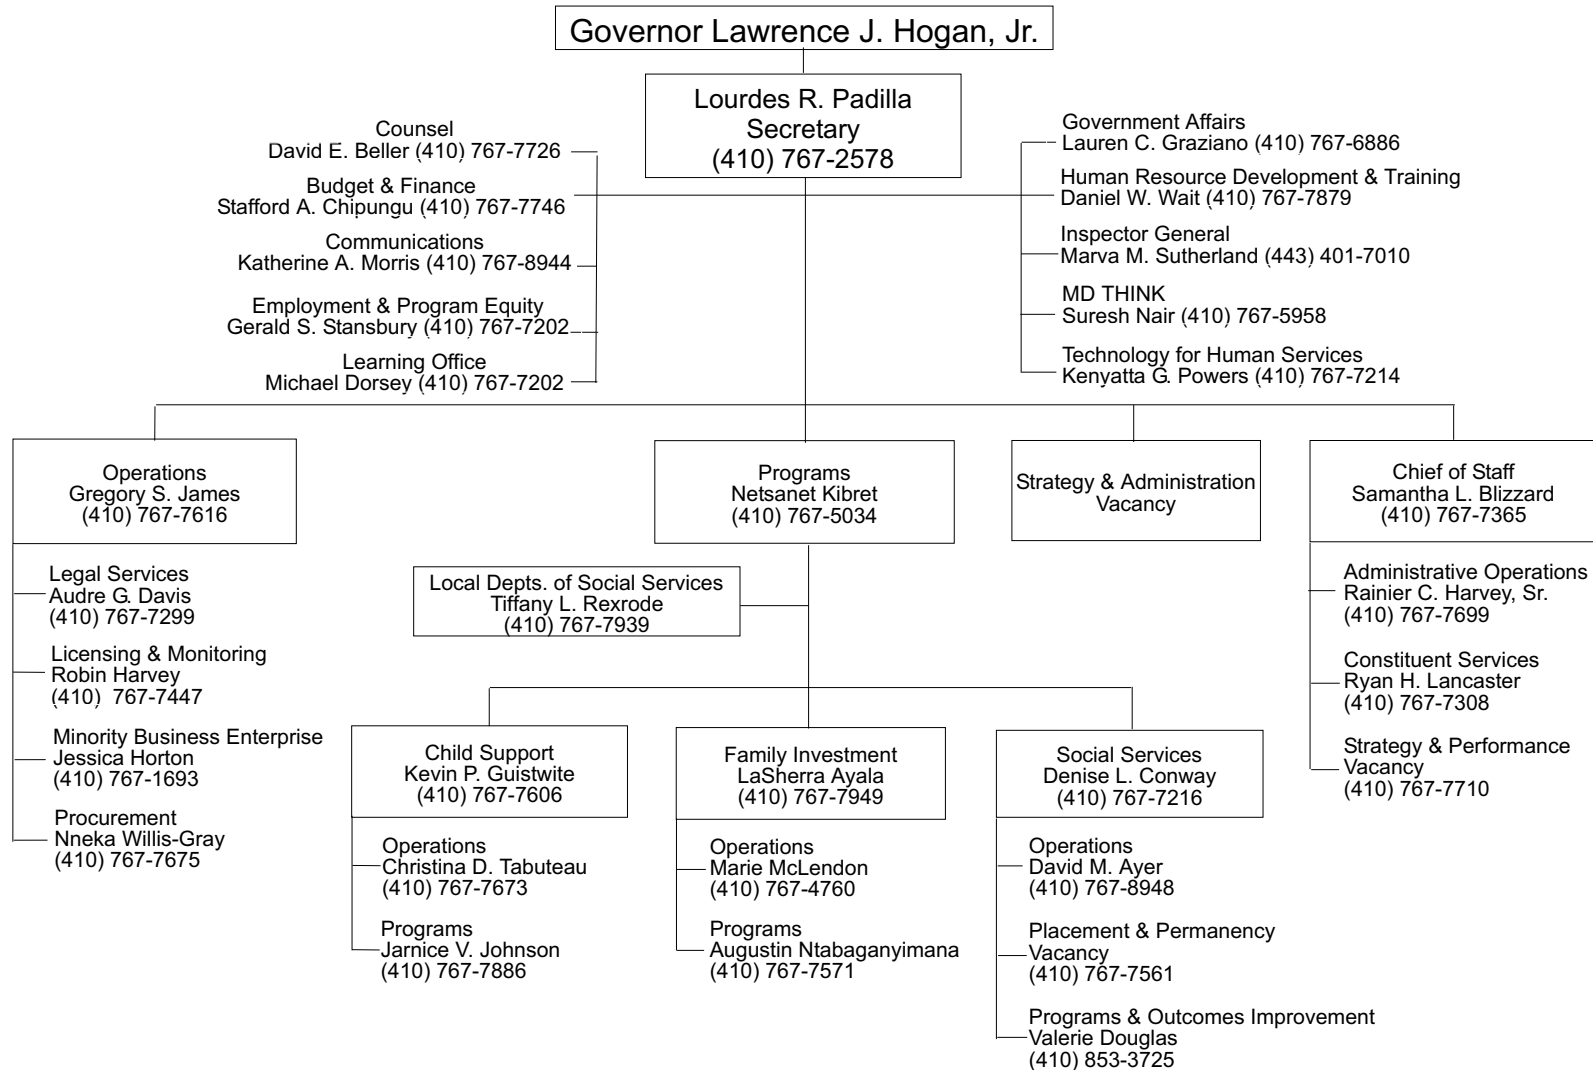 Governor Lawrence J. Hogan, Jr.
Lourdes R. Padilla
Secretary
(410) 767-2578
Counsel
David E. Beller (410) 767-7726
Budget & Finance
Stafford A. Chipungu (410) 767-7746
Communications
Katherine A. Morris (410) 767-8944
Employment & Program Equity
Gerald S. Stansbury (410) 767-7202
Learning Office
Michael Dorsey (410) 767-7202
Government Affairs
Lauren C. Graziano (410) 767-6886
Human Resource Development & Training
Daniel W. Wait (410) 767-7879
Inspector General
Marva M. Sutherland (443) 401-7010
MD THINK
Suresh Nair (410) 767-5958
Technology for Human Services
Kenyatta G. Powers (410) 767-7214
Operations
Gregory S. James
(410) 767-7616
Legal Services
Audre G. Davis
(410) 767-7299
Licensing & Monitoring
Robin Harvey
(410) 767-7447
Minority Business Enterprise
Jessica Horton
(410) 767-1693
Procurement
Nneka Willis-Gray
(410) 767-7675
Programs
Netsanet Kibret
(410) 767-5034
Local Depts. of Social Services
Tiffany L. Rexrode
(410) 767-7939
Child Support
Kevin P. Guistwite
(410) 767-7606
Operations
Christina D. Tabuteau
(410) 767-7673
Programs
Jarnice V. Johnson
(410) 767-7886
Family Investment
LaSherra Ayala
(410) 767-7949
Operations
Marie McLendon
(410) 767-4760
Programs
Augustin Ntabaganyimana
(410) 767-7571
Social Services
Denise L. Conway
(410) 767-7216
Operations
David M. Ayer
(410) 767-8948
Placement & Permanency
Vacancy
(410) 767-7561
Programs & Outcomes Improvement
Valerie Douglas
(410) 853-3725
Strategy & Administration
Vacancy
Chief of Staff
Samantha L. Blizzard
(410) 767-7365
Administrative Operations
Rainier C. Harvey, Sr.
(410) 767-7699
Constituent Services
Ryan H. Lancaster
(410) 767-7308
Strategy & Performance
Vacancy
(410) 767-7710